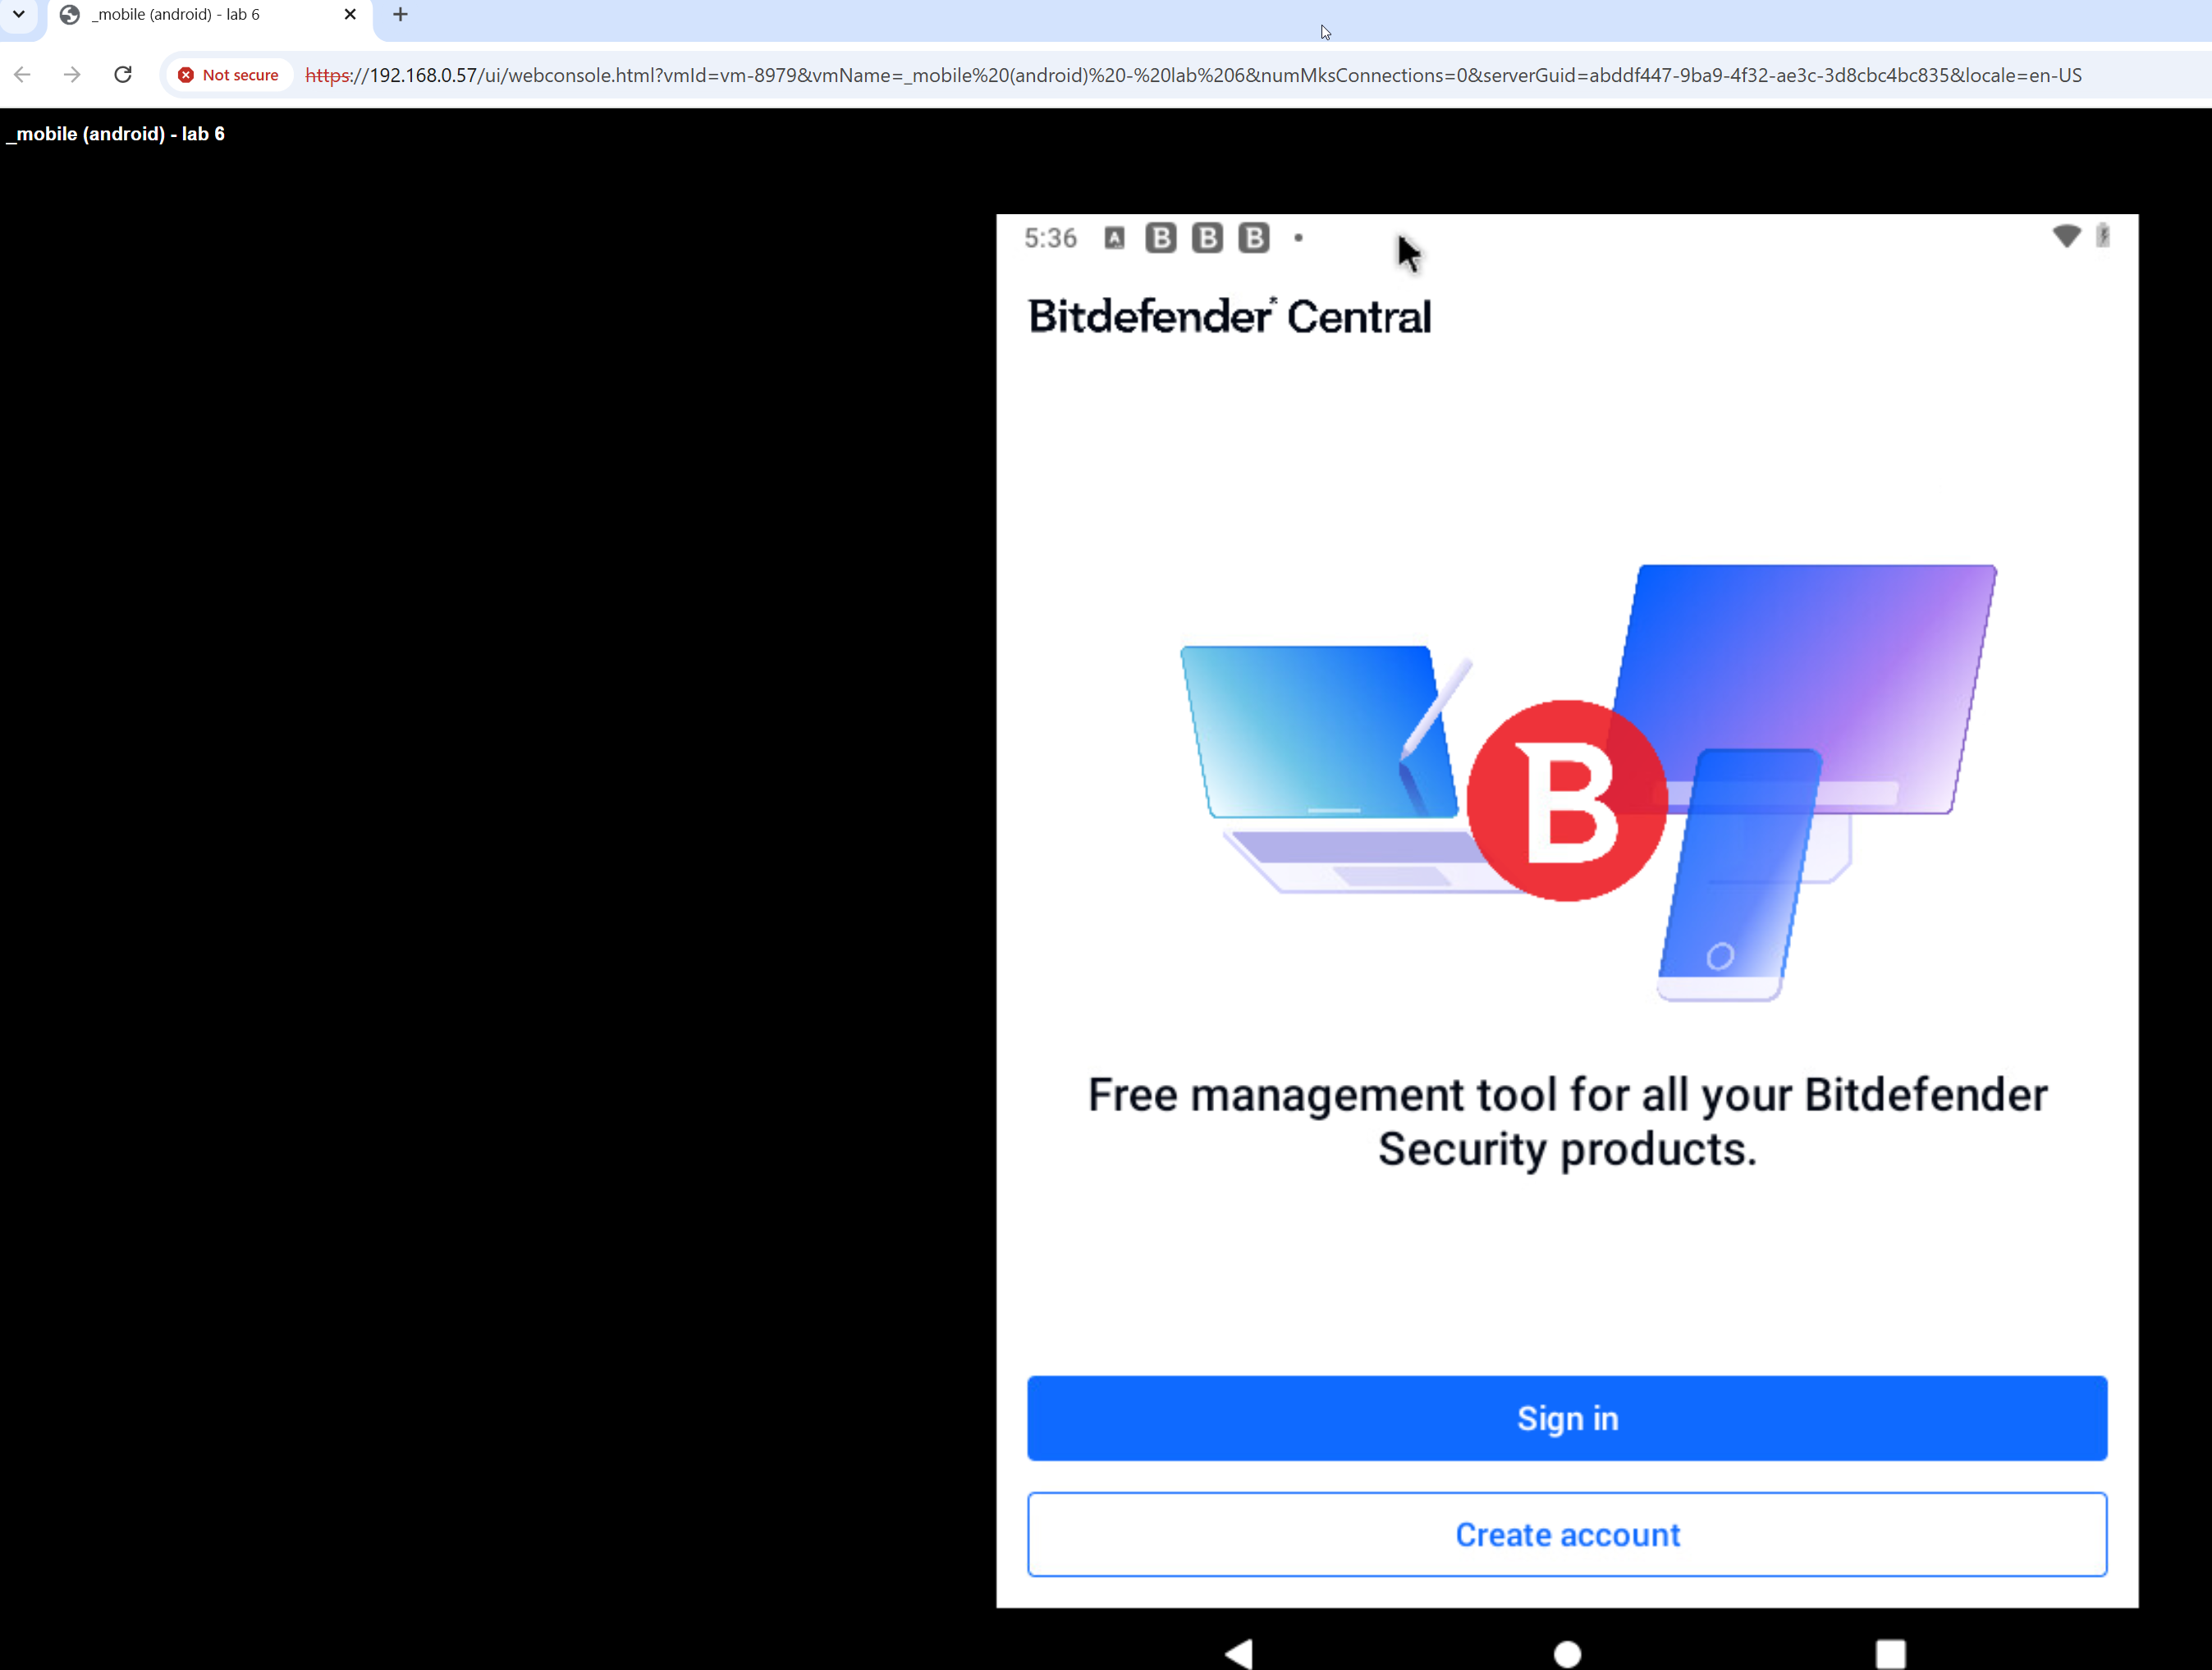 _mobile (android) - lab 6
Not secure https://192.168.0.57/ui/webconsole.html?vmId=vm-8979&vmName=_mobile%20(android)%20-%20lab%206&numMksConnections=0&serverGuid=abddf447-9ba9-4f32-ae3c-3d8cbc4bc835&locale=en-US
_mobile (android) - lab 6
5:36 A B B B
Bitdefender* Central
B
Free management tool for all your Bitdefender
Security products.
Sign in
Create account